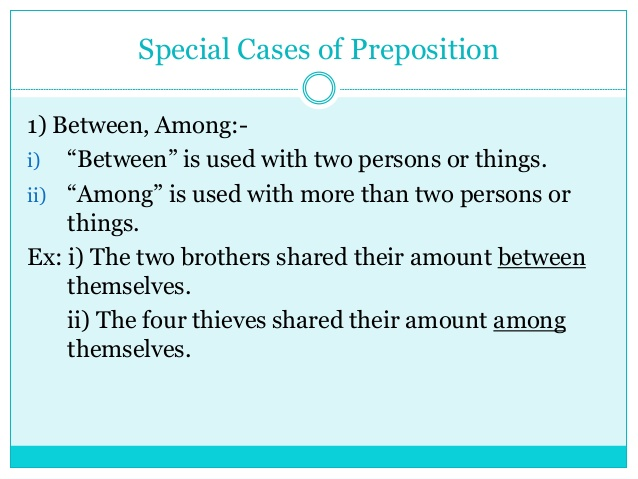 Special Cases of Preposition
1) Between, Among:-
i) “Between” is used with two persons or things.
ii) “Among” is used with more than two persons or
things.
Ex: i) The two brothers shared their amount between
themselves.
ii) The four thieves shared their amount among
themselves.